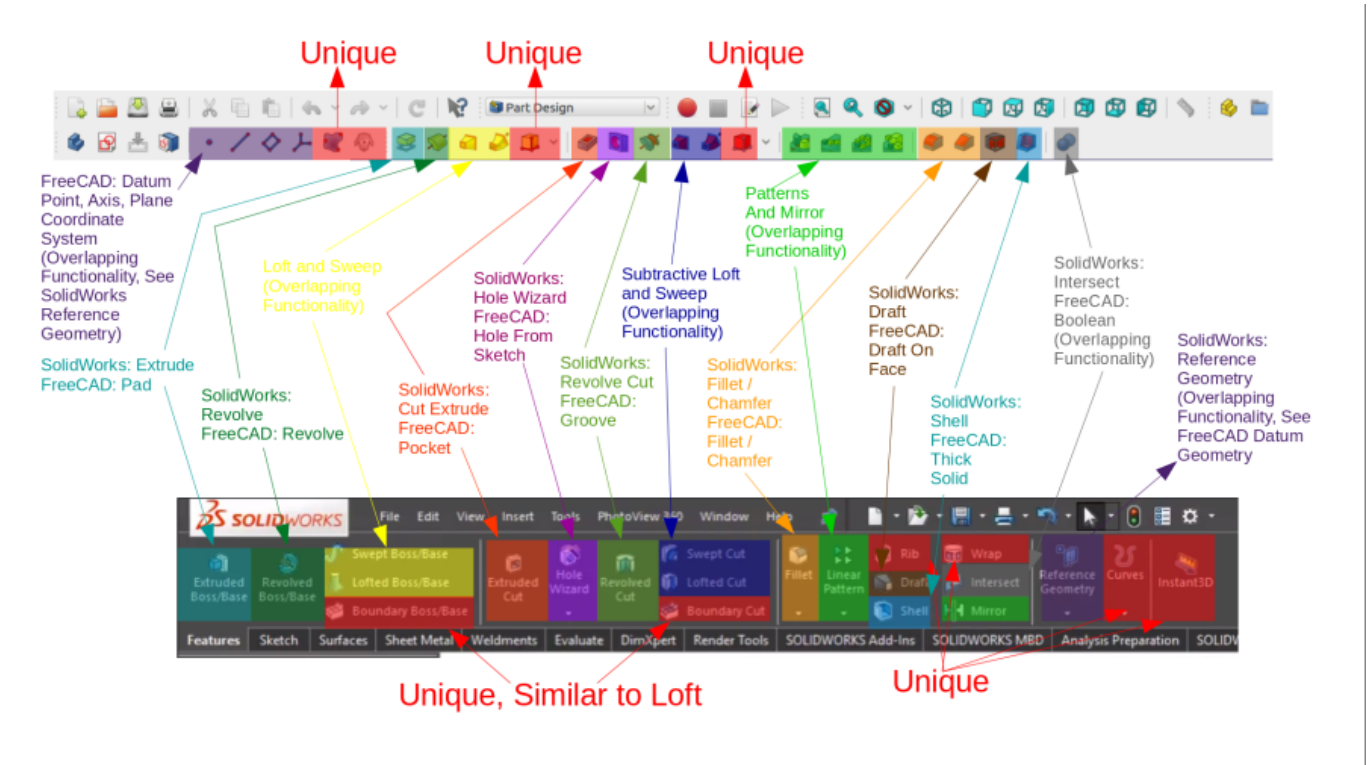 Unique
Unique
Unique
Part Design
FreeCAD: Datum
Point, Axis, Plane
Coordinate
System
(Overlapping
Functionality, See
SolidWorks
Reference
Geometry)
SolidWorks: Extrude
FreeCAD: Pad
SolidWorks:
Revolve
FreeCAD: Revolve
Loft and Sweep
(Overlapping
Functionality)
SolidWorks:
Cut Extrude
FreeCAD:
Pocket
SolidWorks:
Hole Wizard
FreeCAD:
Hole From
Sketch
SolidWorks:
Revolve Cut
FreeCAD:
Groove
Subtractive Loft
and Sweep
(Overlapping
Functionality)
Patterns
And Mirror
(Overlapping
Functionality)
SolidWorks:
Fillet /
Chamfer
FreeCAD:
Fillet /
Chamfer
SolidWorks:
Draft
FreeCAD:
Draft On
Face
SolidWorks:
Shell
FreeCAD:
Thick
Solid
SolidWorks:
Intersect
FreeCAD:
Boolean
(Overlapping
Functionality)
SolidWorks:
Reference
Geometry
(Overlapping
Functionality, See
FreeCAD Datum
Geometry
SOLIDWORKS
File Edit View Insert Tools PhotoView 360 Window Help
Extruded
Boss/Base
Revolved
Boss/Base
Swept Boss/Base
Lofted Boss/Base
Boundary Boss/Base
Extruded
Cut
Hole
Wizard
Revolved
Cut
Swept Cut
Lofted Cut
Boundary Cut
Fillet
Linear
Pattern
Rib
Draft
Shell
Wrap
Intersect
Mirror
Reference
Geometry
Curves
Instant3D
Features Sketch Surfaces Sheet Metal Weldments Evaluate DimXpert Render Tools SOLIDWORKS Add-Ins SOLIDWORKS MBD Analysis Preparation SOLIDW
Unique, Similar to Loft
Unique